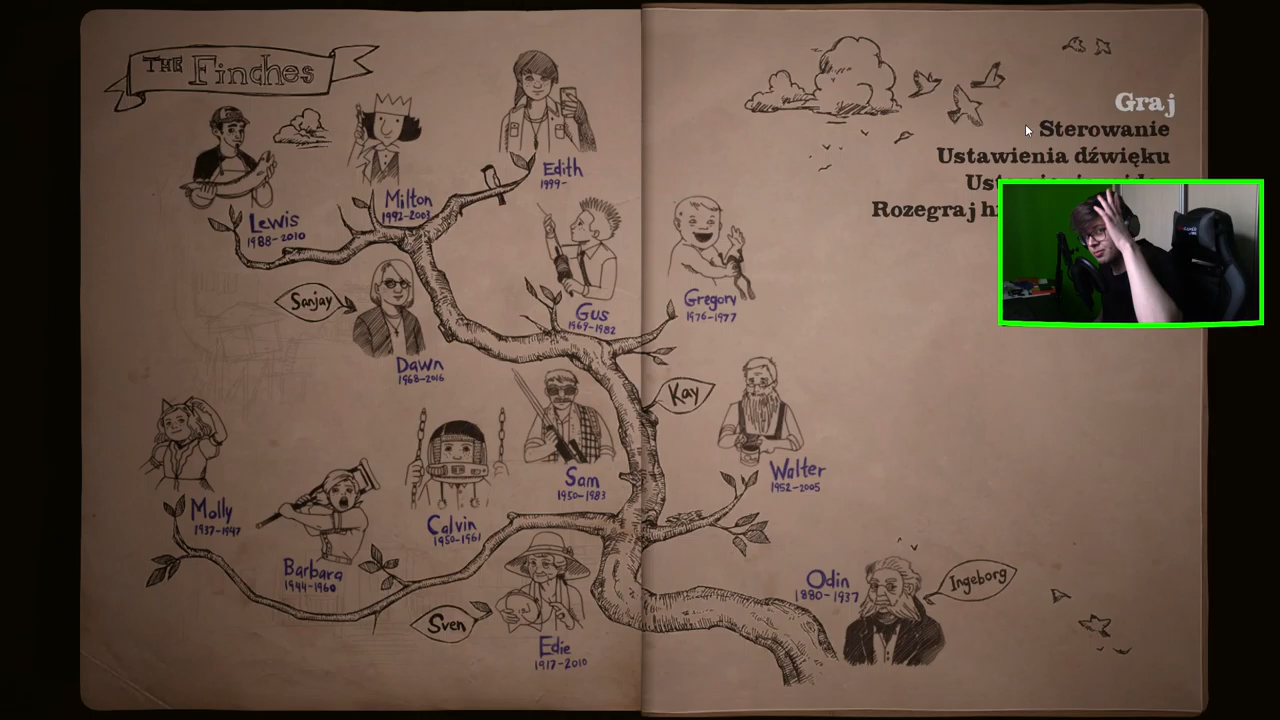 THE Finches
Edith
1999-
Milton
1992-2003
Lewis
1988-2010
Sanjay
Gus
1969-1982
Gregory
1976-1977
Dawn
1968-2016
Kay
Sam
1950-1983
Walter
1952-2005
Molly
1937-1947
Calvin
1950-1961
Barbara
1944-1960
Sven
Edie
1917-2010
Odin
1880-1937
Ingeborg
Graj
Sterowanie
Ustawienia dźwięku
Rozegraj